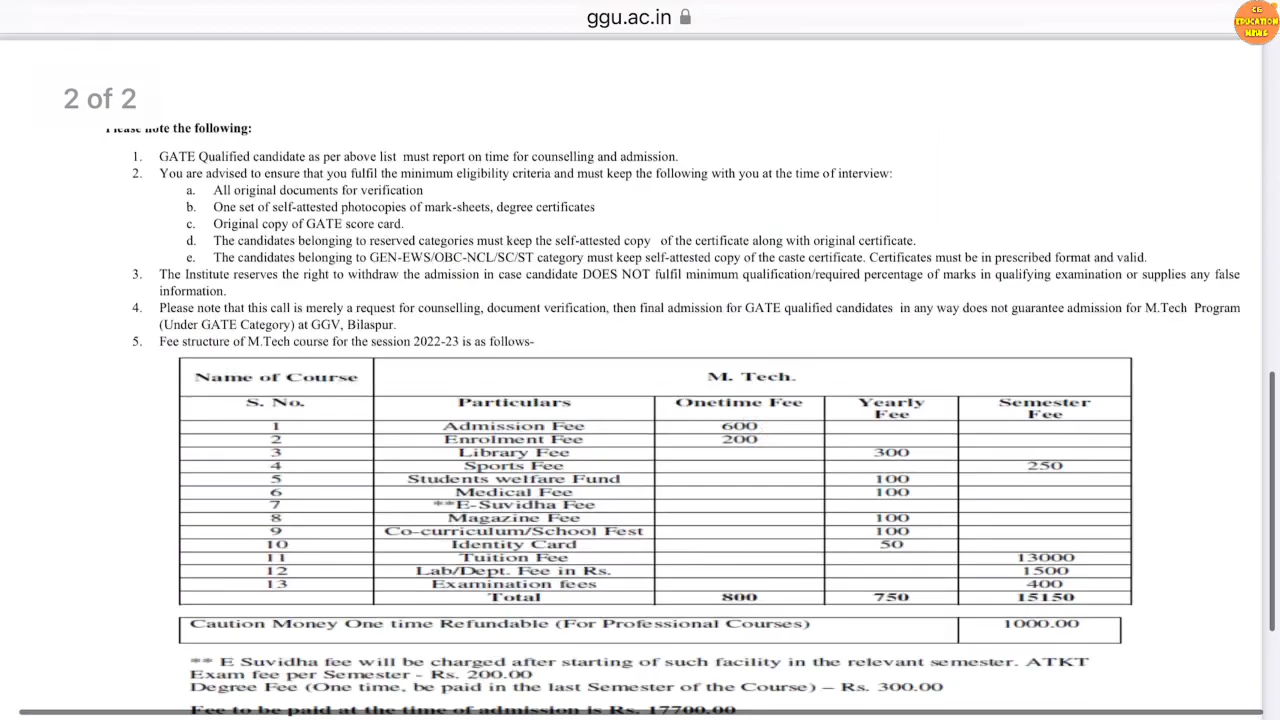 ggu.ac.in
CG
EDUCATION
NEWS
2 of 2
Please note the following:
1. GATE Qualified candidate as per above list must report on time for counselling and admission.
2. You are advised to ensure that you fulfil the minimum eligibility criteria and must keep the following with you at the time of interview:
a. All original documents for verification
b. One set of self-attested photocopies of mark-sheets, degree certificates
c. Original copy of GATE score card.
d. The candidates belonging to reserved categories must keep the self-attested copy of the certificate along with original certificate.
e. The candidates belonging to GEN-EWS/OBC-NCL/SC/ST category must keep self-attested copy of the caste certificate. Certificates must be in prescribed format and valid.
3. The Institute reserves the right to withdraw the admission in case candidate DOES NOT fulfil minimum qualification/required percentage of marks in qualifying examination or supplies any false
information.
4. Please note that this call is merely a request for counselling, document verification, then final admission for GATE qualified candidates in any way does not guarantee admission for M.Tech Program
(Under GATE Category) at GGV, Bilaspur.
5. Fee structure of M.Tech course for the session 2022-23 is as follows-
Name of Course M. Tech.
S. No. Particulars Onetime Fee Yearly Fee Semester Fee
1 Admission Fee 600
2 Enrolment Fee 200
3 Library Fee 300
4 Sports Fee 250
5 Students welfare Fund 100
6 Medical Fee 100
7 **E-Suvidha Fee
8 Magazine Fee 100
9 Co-curriculum/School Fest 100
10 Identity Card 50
11 Tuition Fee 13000
12 Lab/Dept. Fee in Rs. 1500
13 Examination fees 400
Total 800 750 15150
Caution Money One time Refundable (For Professional Courses) 1000.00
** E Suvidha fee will be charged after starting of such facility in the relevant semester. ATKT
Exam fee per Semester - Rs. 200.00
Degree Fee (One time, be paid in the last Semester of the Course) – Rs. 300.00
Fee to be paid at the time of admission is Rs. 17700.00